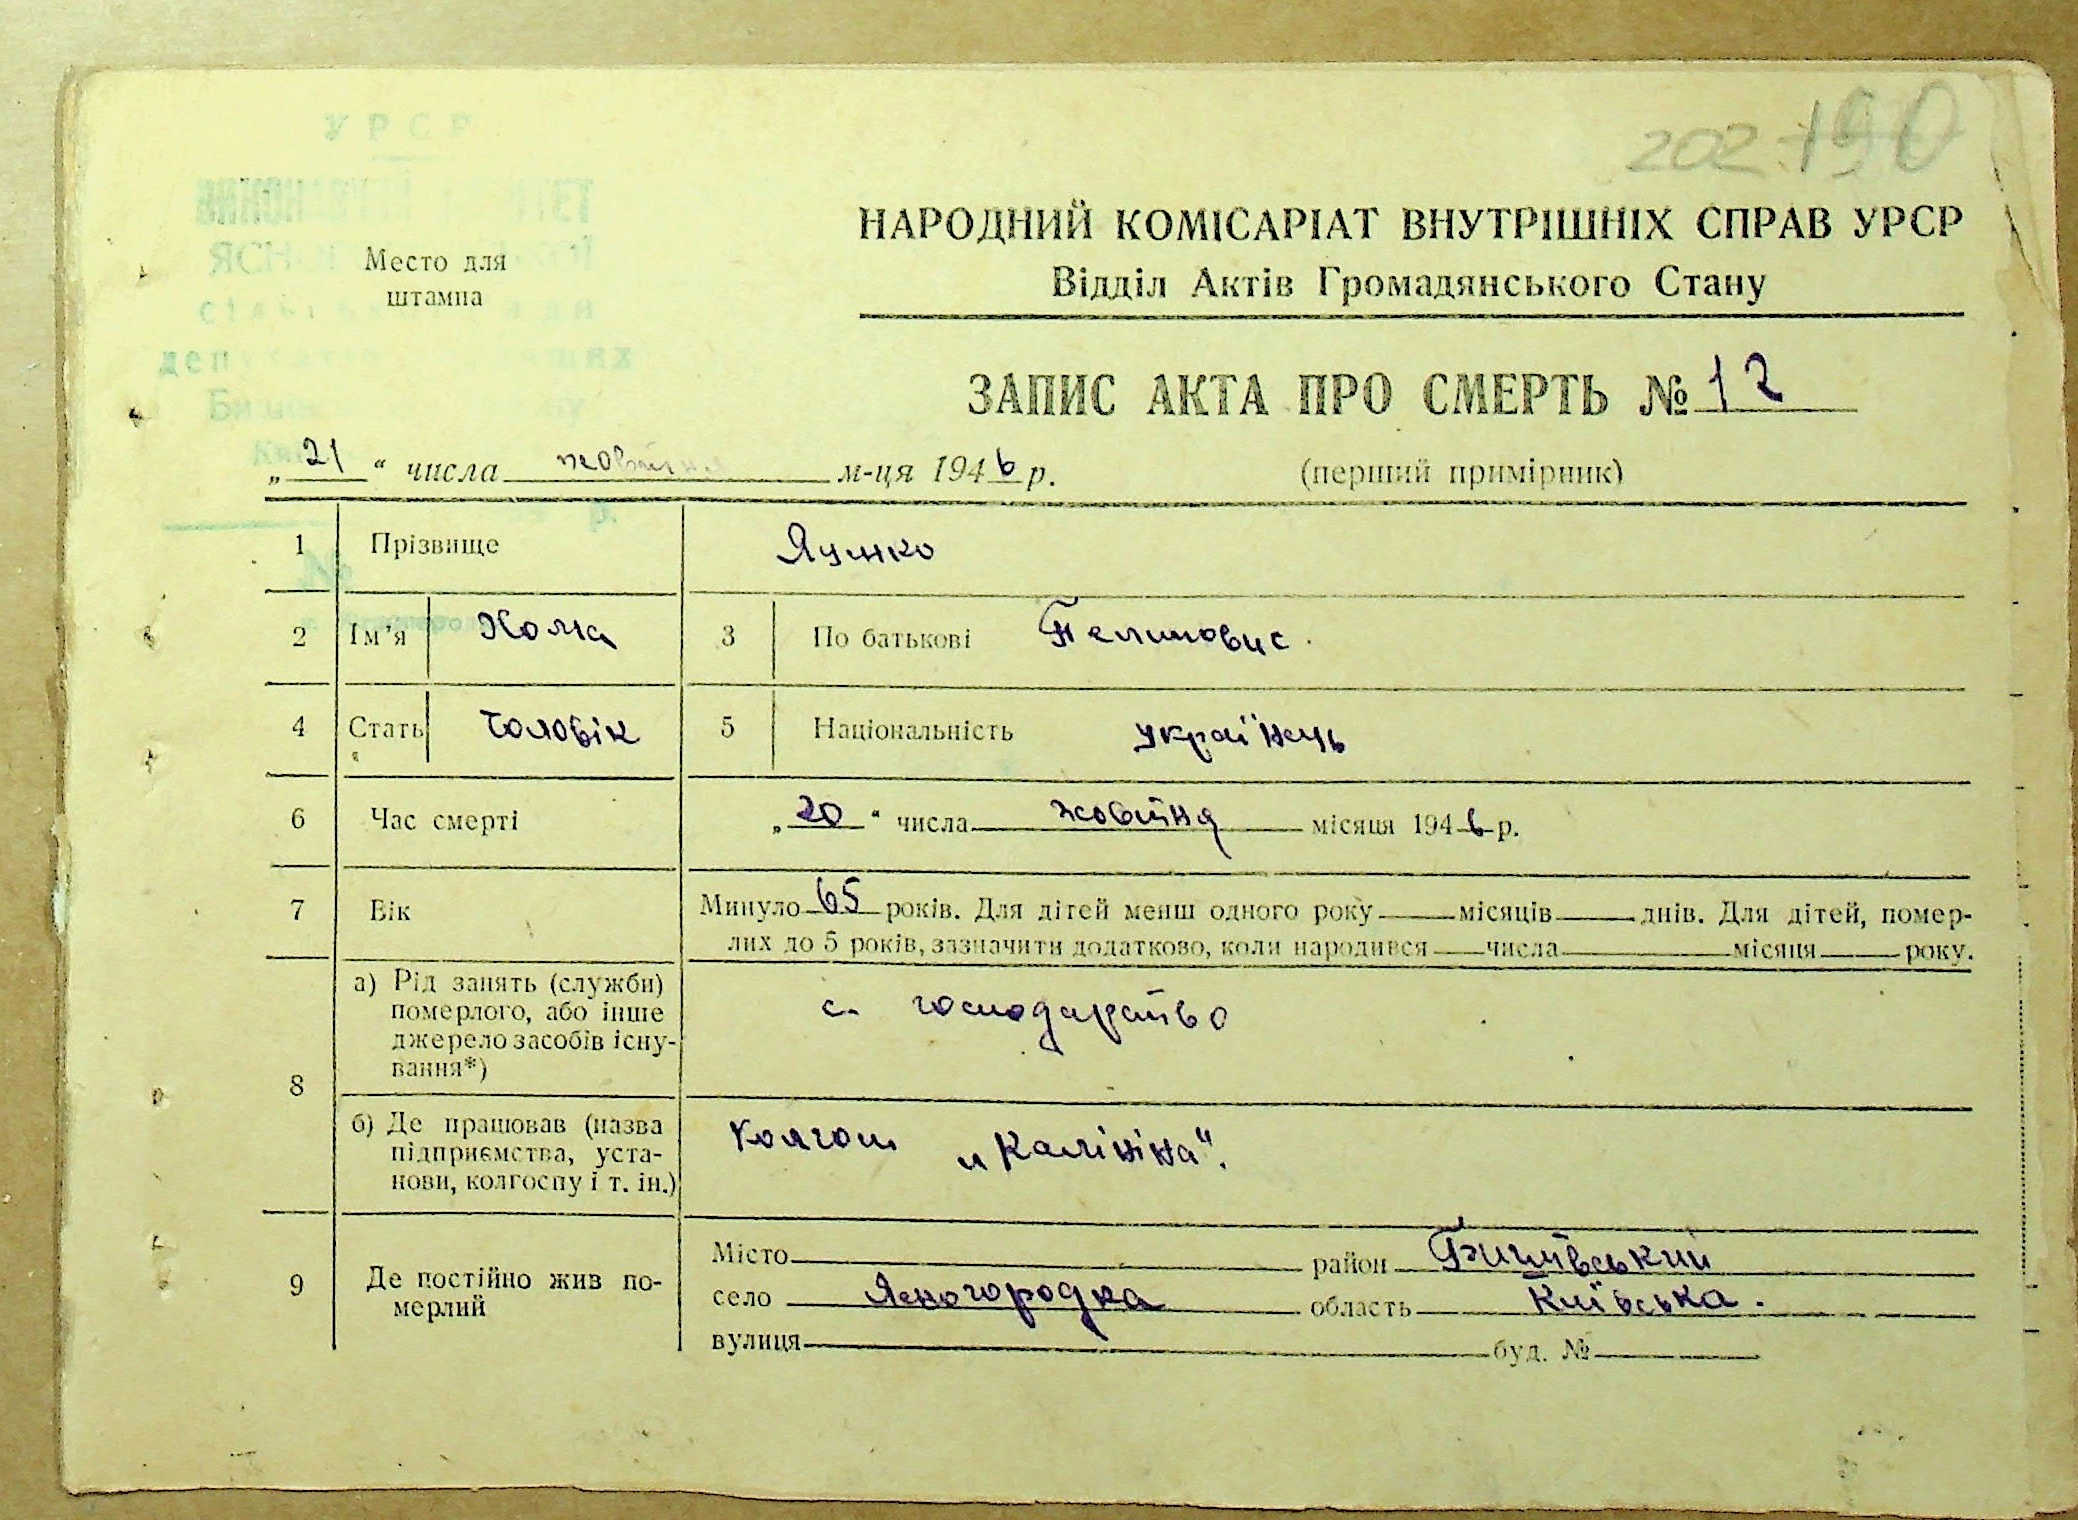 202 190
УРСР
Место для
штампа
НАРОДНИЙ КОМІСАРІАТ ВНУТРІШНІХ СПРАВ УРСР
Відділ Актів Громадянського Стану
ЗАПИС АКТА ПРО СМЕРТЬ № 12
„21“ числа жовтня м-ця 1946 р.
(перший примірник)
1 Прізвище Яцинко
2 Ім'я Хома 3 По батькові
4 Стать Чоловік 5 Національність українець
6 Час смерті „20“ числа жовтня місяця 1946 р.
7 Вік Минуло 65 років. Для дітей менш одного року місяців днів. Для дітей, помер-
лих до 5 років, зазначити додатково, коли народився числа місяця року.
8 а) Рід занять (служби)
померлого, або інше
джерело засобів існу-
вання*)
с. господарство
б) Де працював (назва
підприємства, уста-
нови, колгоспу і т. ін.)
Колгосп „Калініна".
9 Де постійно жив по-
мерлий
Місто район Бишівський
село Ясногородка область Київська.
вулиця буд. №